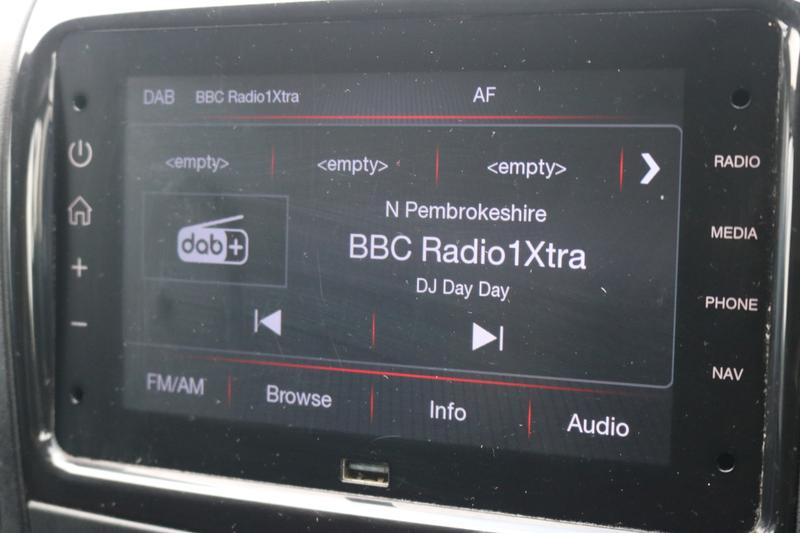 DAB BBC Radio1Xtra AF
<empty> <empty> <empty>
RADIO
N Pembrokeshire
dab+
BBC Radio1Xtra
MEDIA
DJ Day Day
PHONE
NAV
FM/AM Browse Info Audio